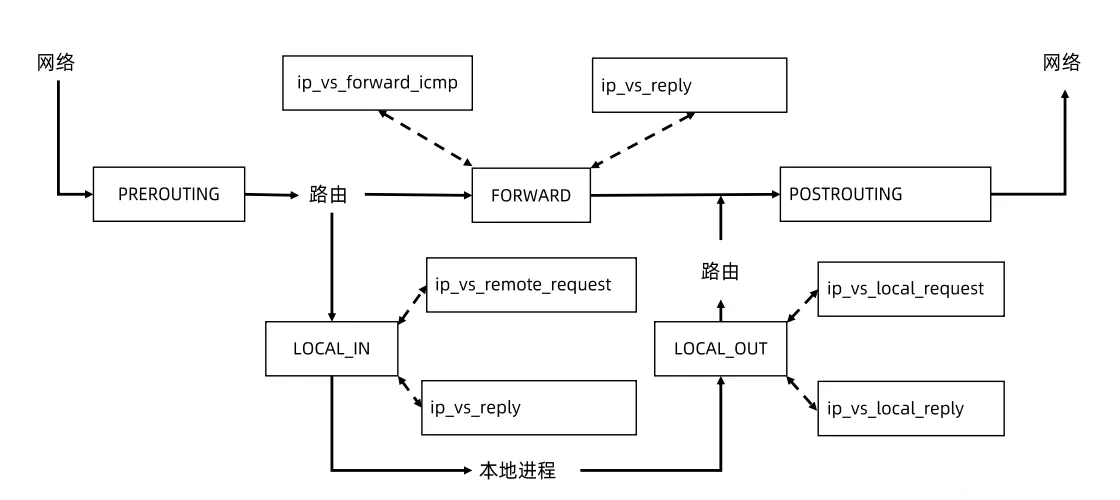 网络
网络
ip_vs_forward_icmp
ip_vs_reply
PREROUTING
路由
FORWARD
POSTROUTING
路由
ip_vs_remote_request
ip_vs_local_request
LOCAL_IN
LOCAL_OUT
ip_vs_reply
ip_vs_local_reply
本地进程